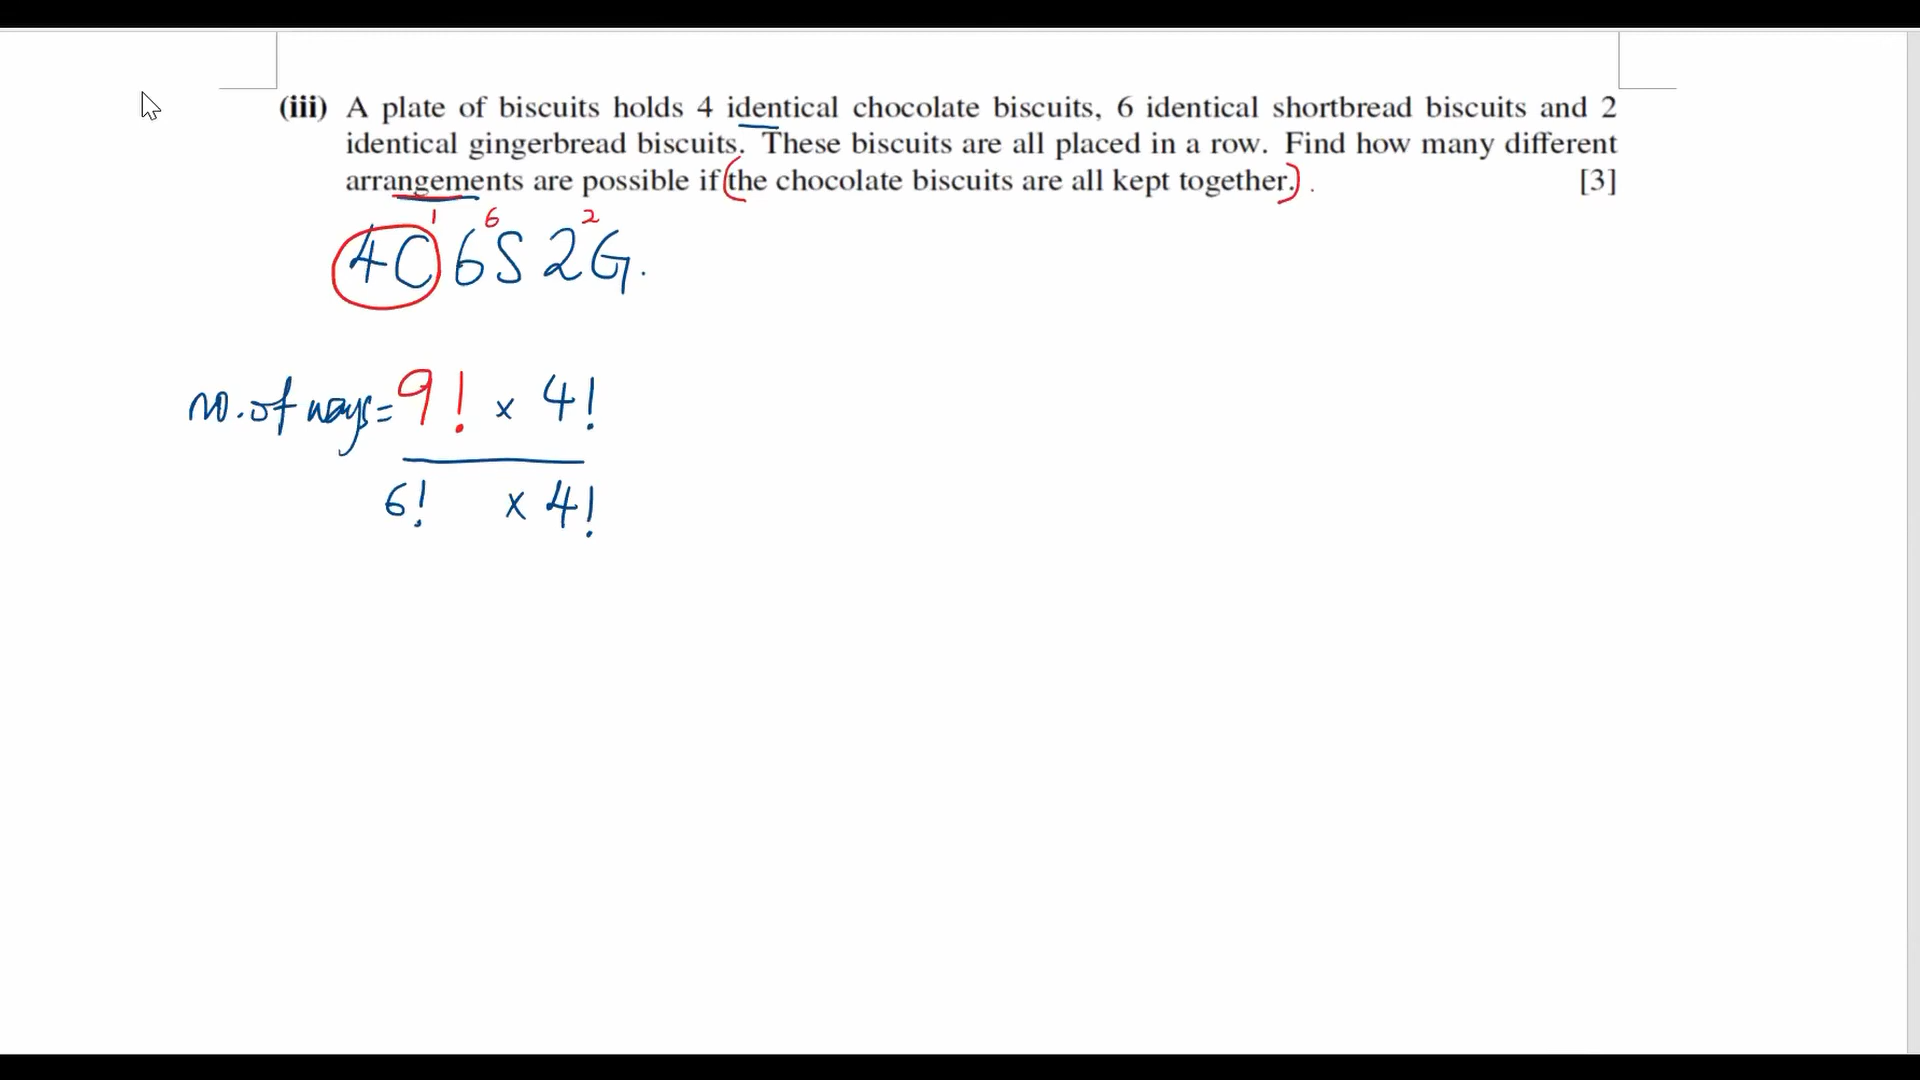 (iii) A plate of biscuits holds 4 identical chocolate biscuits, 6 identical shortbread biscuits and 2
identical gingerbread biscuits. These biscuits are all placed in a row. Find how many different
arrangements are possible if (the chocolate biscuits are all kept together.) . [3]
1 6 2
4C 6S 2G.
no. of ways = 9! × 4!
6! × 4!